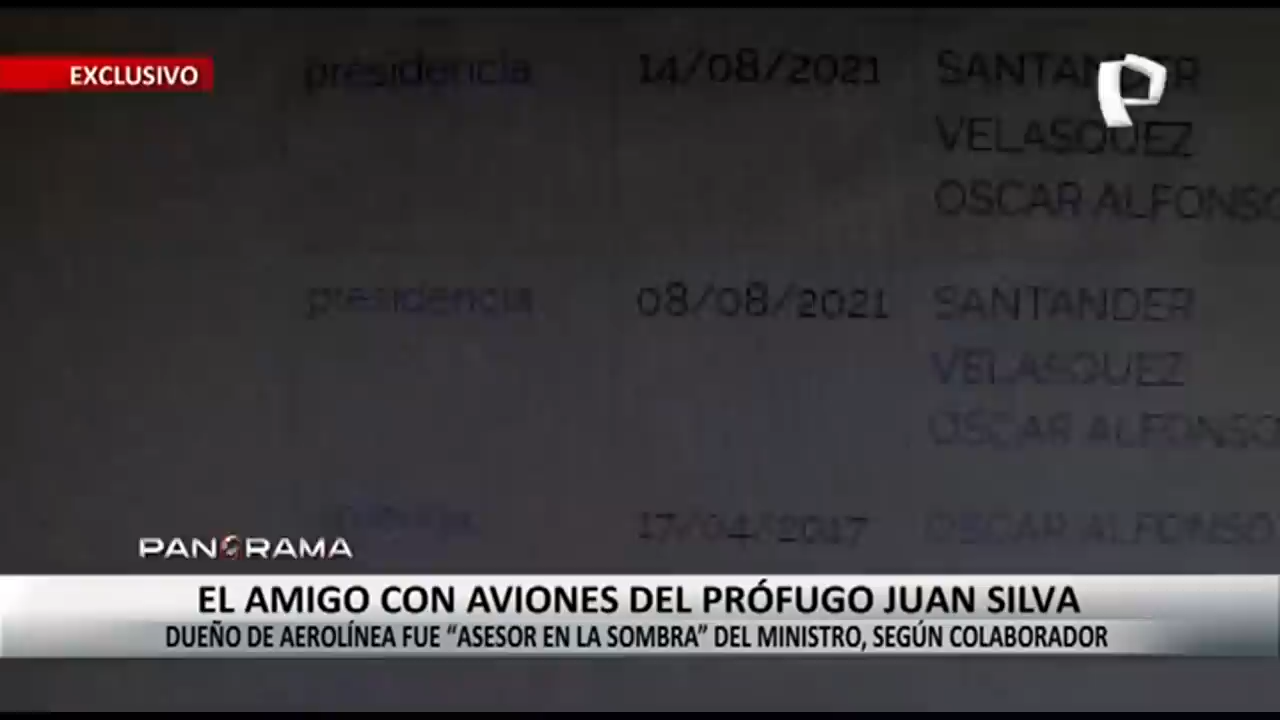 EXCLUSIVO
presidencia 14/08/2021 SANTANDER
VELASQUEZ
OSCAR ALFONSO
presidencia 08/08/2021 SANTANDER
VELASQUEZ
OSCAR ALFONSO
17/04/2017 OSCAR ALFONSO
PANORAMA
EL AMIGO CON AVIONES DEL PRÓFUGO JUAN SILVA
DUEÑO DE AEROLÍNEA FUE “ASESOR EN LA SOMBRA” DEL MINISTRO, SEGÚN COLABORADOR